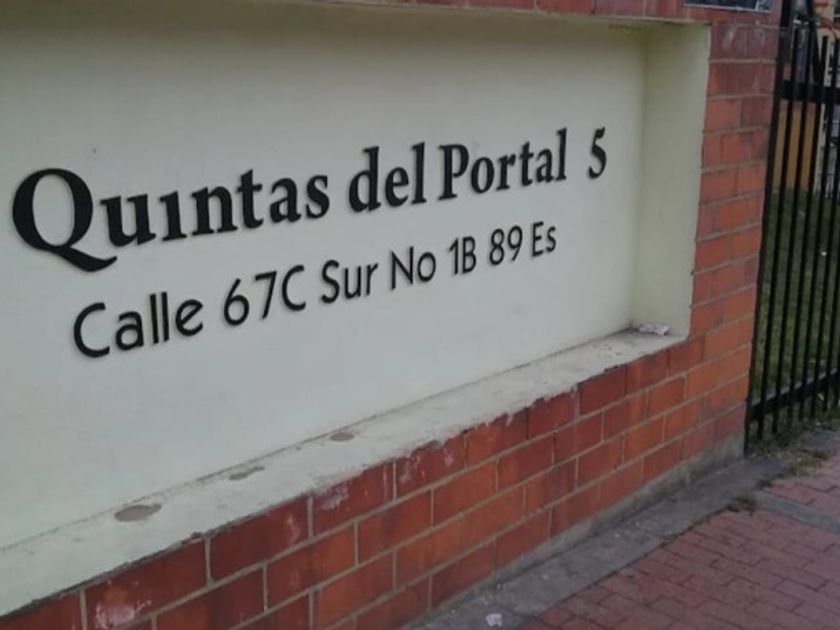 Quintas del Portal 5
Calle 67C Sur No 1B 89 Es